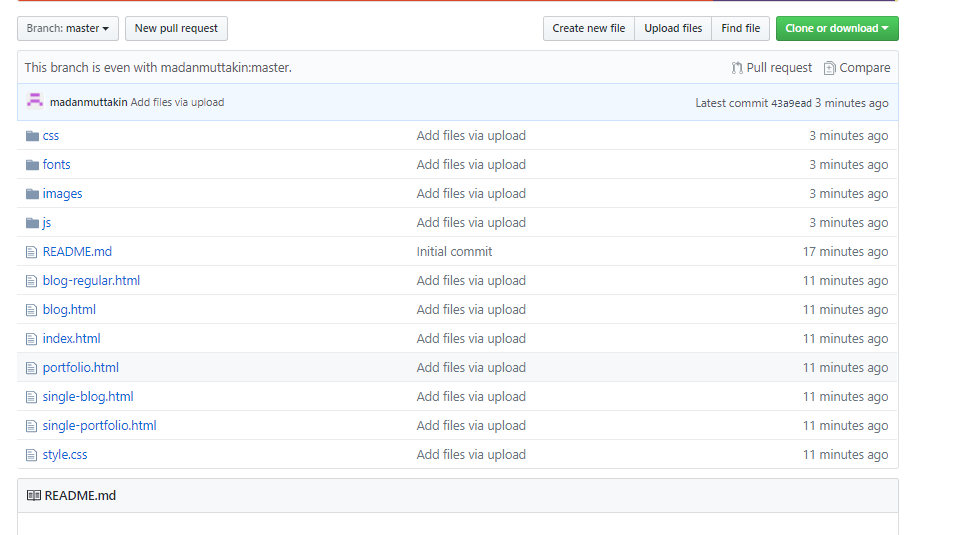 Branch: master New pull request Create new file Upload files Find file Clone or download
This branch is even with madanmuttakin:master. Pull request Compare
madanmuttakin Add files via upload Latest commit 43a9ead 3 minutes ago
css Add files via upload 3 minutes ago
fonts Add files via upload 3 minutes ago
images Add files via upload 3 minutes ago
js Add files via upload 3 minutes ago
README.md Initial commit 17 minutes ago
blog-regular.html Add files via upload 11 minutes ago
blog.html Add files via upload 11 minutes ago
index.html Add files via upload 11 minutes ago
portfolio.html Add files via upload 11 minutes ago
single-blog.html Add files via upload 11 minutes ago
single-portfolio.html Add files via upload 11 minutes ago
style.css Add files via upload 11 minutes ago
README.md